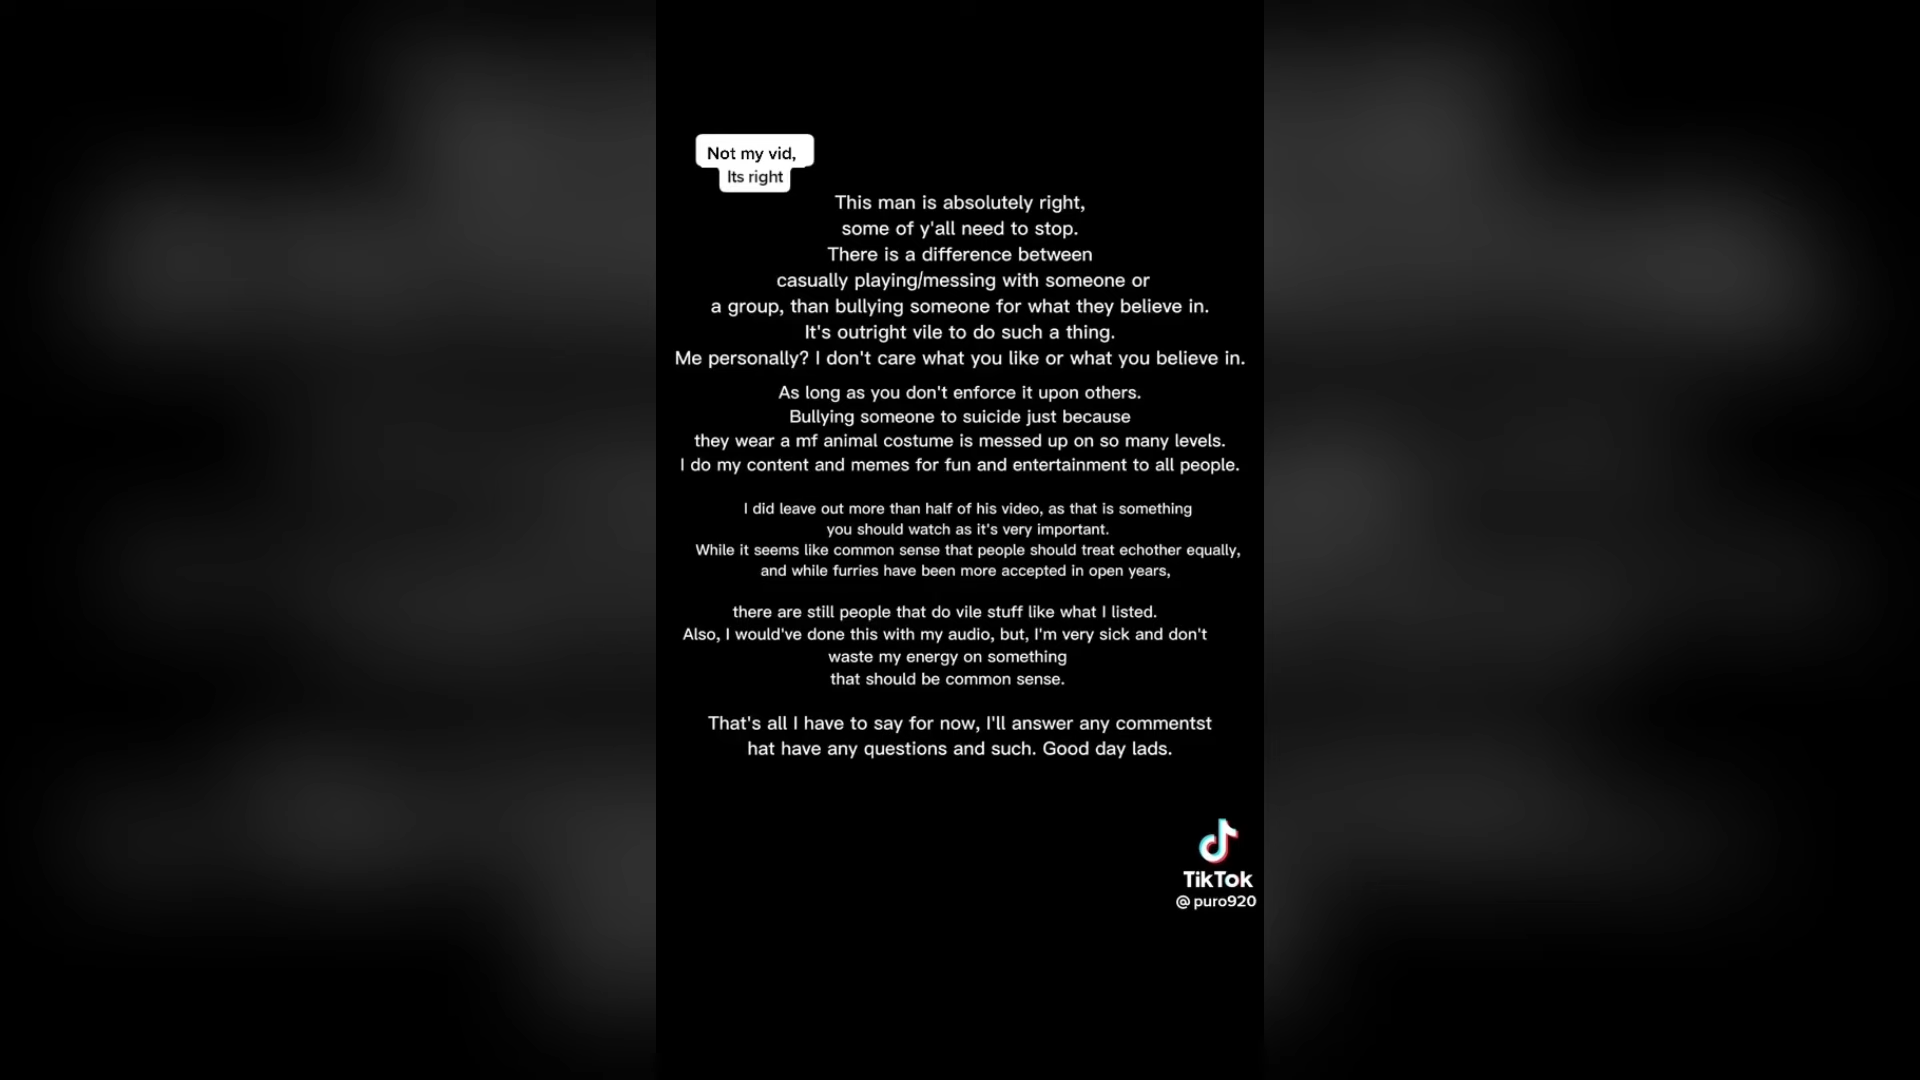 Not my vid,
Its right
This man is absolutely right,
some of y'all need to stop.
There is a difference between
casually playing/messing with someone or
a group, than bullying someone for what they believe in.
It's outright vile to do such a thing.
Me personally? I don't care what you like or what you believe in.
As long as you don't enforce it upon others.
Bullying someone to suicide just because
they wear a mf animal costume is messed up on so many levels.
I do my content and memes for fun and entertainment to all people.
I did leave out more than half of his video, as that is something
you should watch as it's very important.
While it seems like common sense that people should treat echother equally,
and while furries have been more accepted in open years,
there are still people that do vile stuff like what I listed.
Also, I would've done this with my audio, but, I'm very sick and don't
waste my energy on something
that should be common sense.
That's all I have to say for now, I'll answer any commentst
hat have any questions and such. Good day lads.
TikTok
@puro920